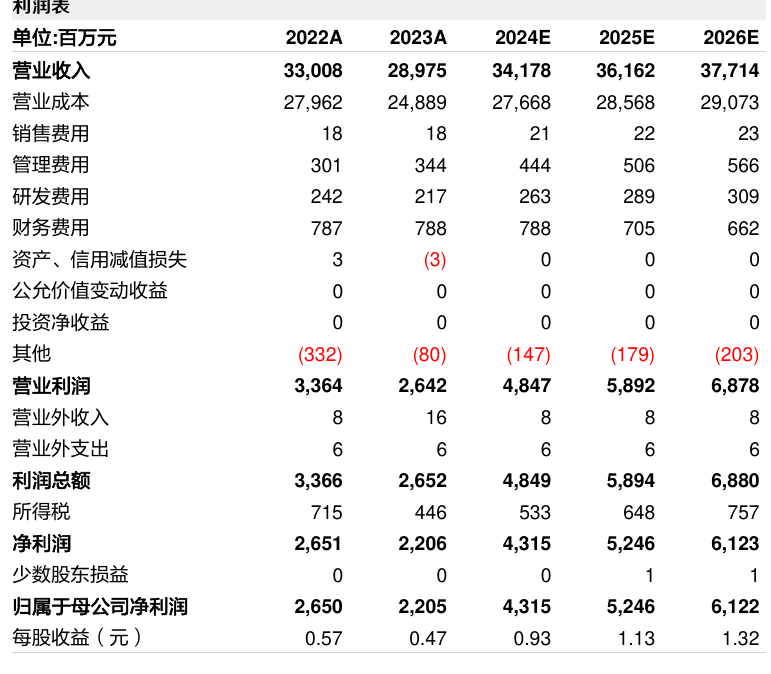 利润表
单位:百万元 2022A 2023A 2024E 2025E 2026E
营业收入 33,008 28,975 34,178 36,162 37,714
营业成本 27,962 24,889 27,668 28,568 29,073
销售费用 18 18 21 22 23
管理费用 301 344 444 506 566
研发费用 242 217 263 289 309
财务费用 787 788 788 705 662
资产、信用减值损失 3 (3) 0 0 0
公允价值变动收益 0 0 0 0 0
投资净收益 0 0 0 0 0
其他 (332) (80) (147) (179) (203)
营业利润 3,364 2,642 4,847 5,892 6,878
营业外收入 8 16 8 8 8
营业外支出 6 6 6 6 6
利润总额 3,366 2,652 4,849 5,894 6,880
所得税 715 446 533 648 757
净利润 2,651 2,206 4,315 5,246 6,123
少数股东损益 0 0 0 1 1
归属于母公司净利润 2,650 2,205 4,315 5,246 6,122
每股收益（元） 0.57 0.47 0.93 1.13 1.32